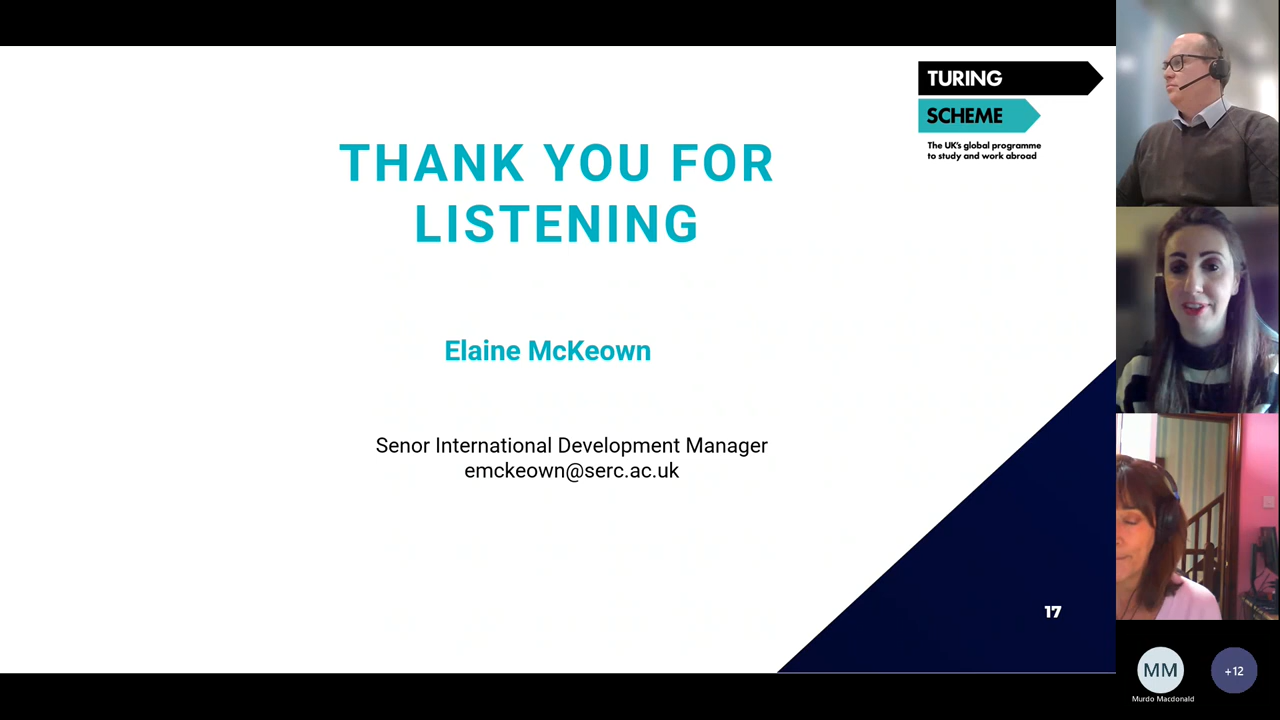 TURING
SCHEME
The UK's global programme
to study and work abroad
THANK YOU FOR
LISTENING
Elaine McKeown
Senor International Development Manager
emckeown@serc.ac.uk
17
MM
+12
Murdo Macdonald